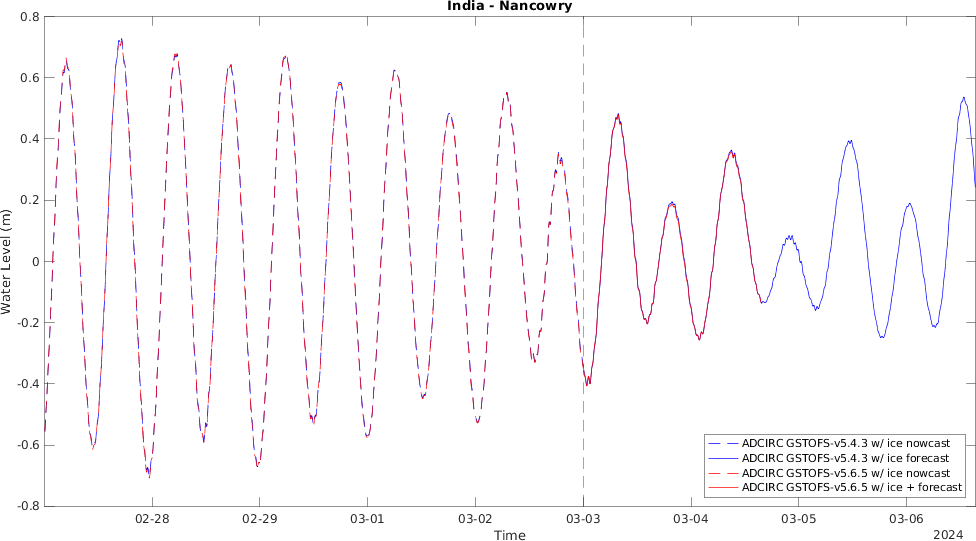 India - Nancowry
0.8
0.6
0.4
0.2
0
-0.2
-0.4
-0.6
-0.8
Water Level (m)
02-28
02-29
03-01
03-02
03-03
03-04
03-05
03-06
Time
2024
ADCIRC GSTOFS-v5.4.3 w/ ice nowcast
ADCIRC GSTOFS-v5.4.3 w/ ice forecast
ADCIRC GSTOFS-v5.6.5 w/ ice nowcast
ADCIRC GSTOFS-v5.6.5 w/ ice + forecast